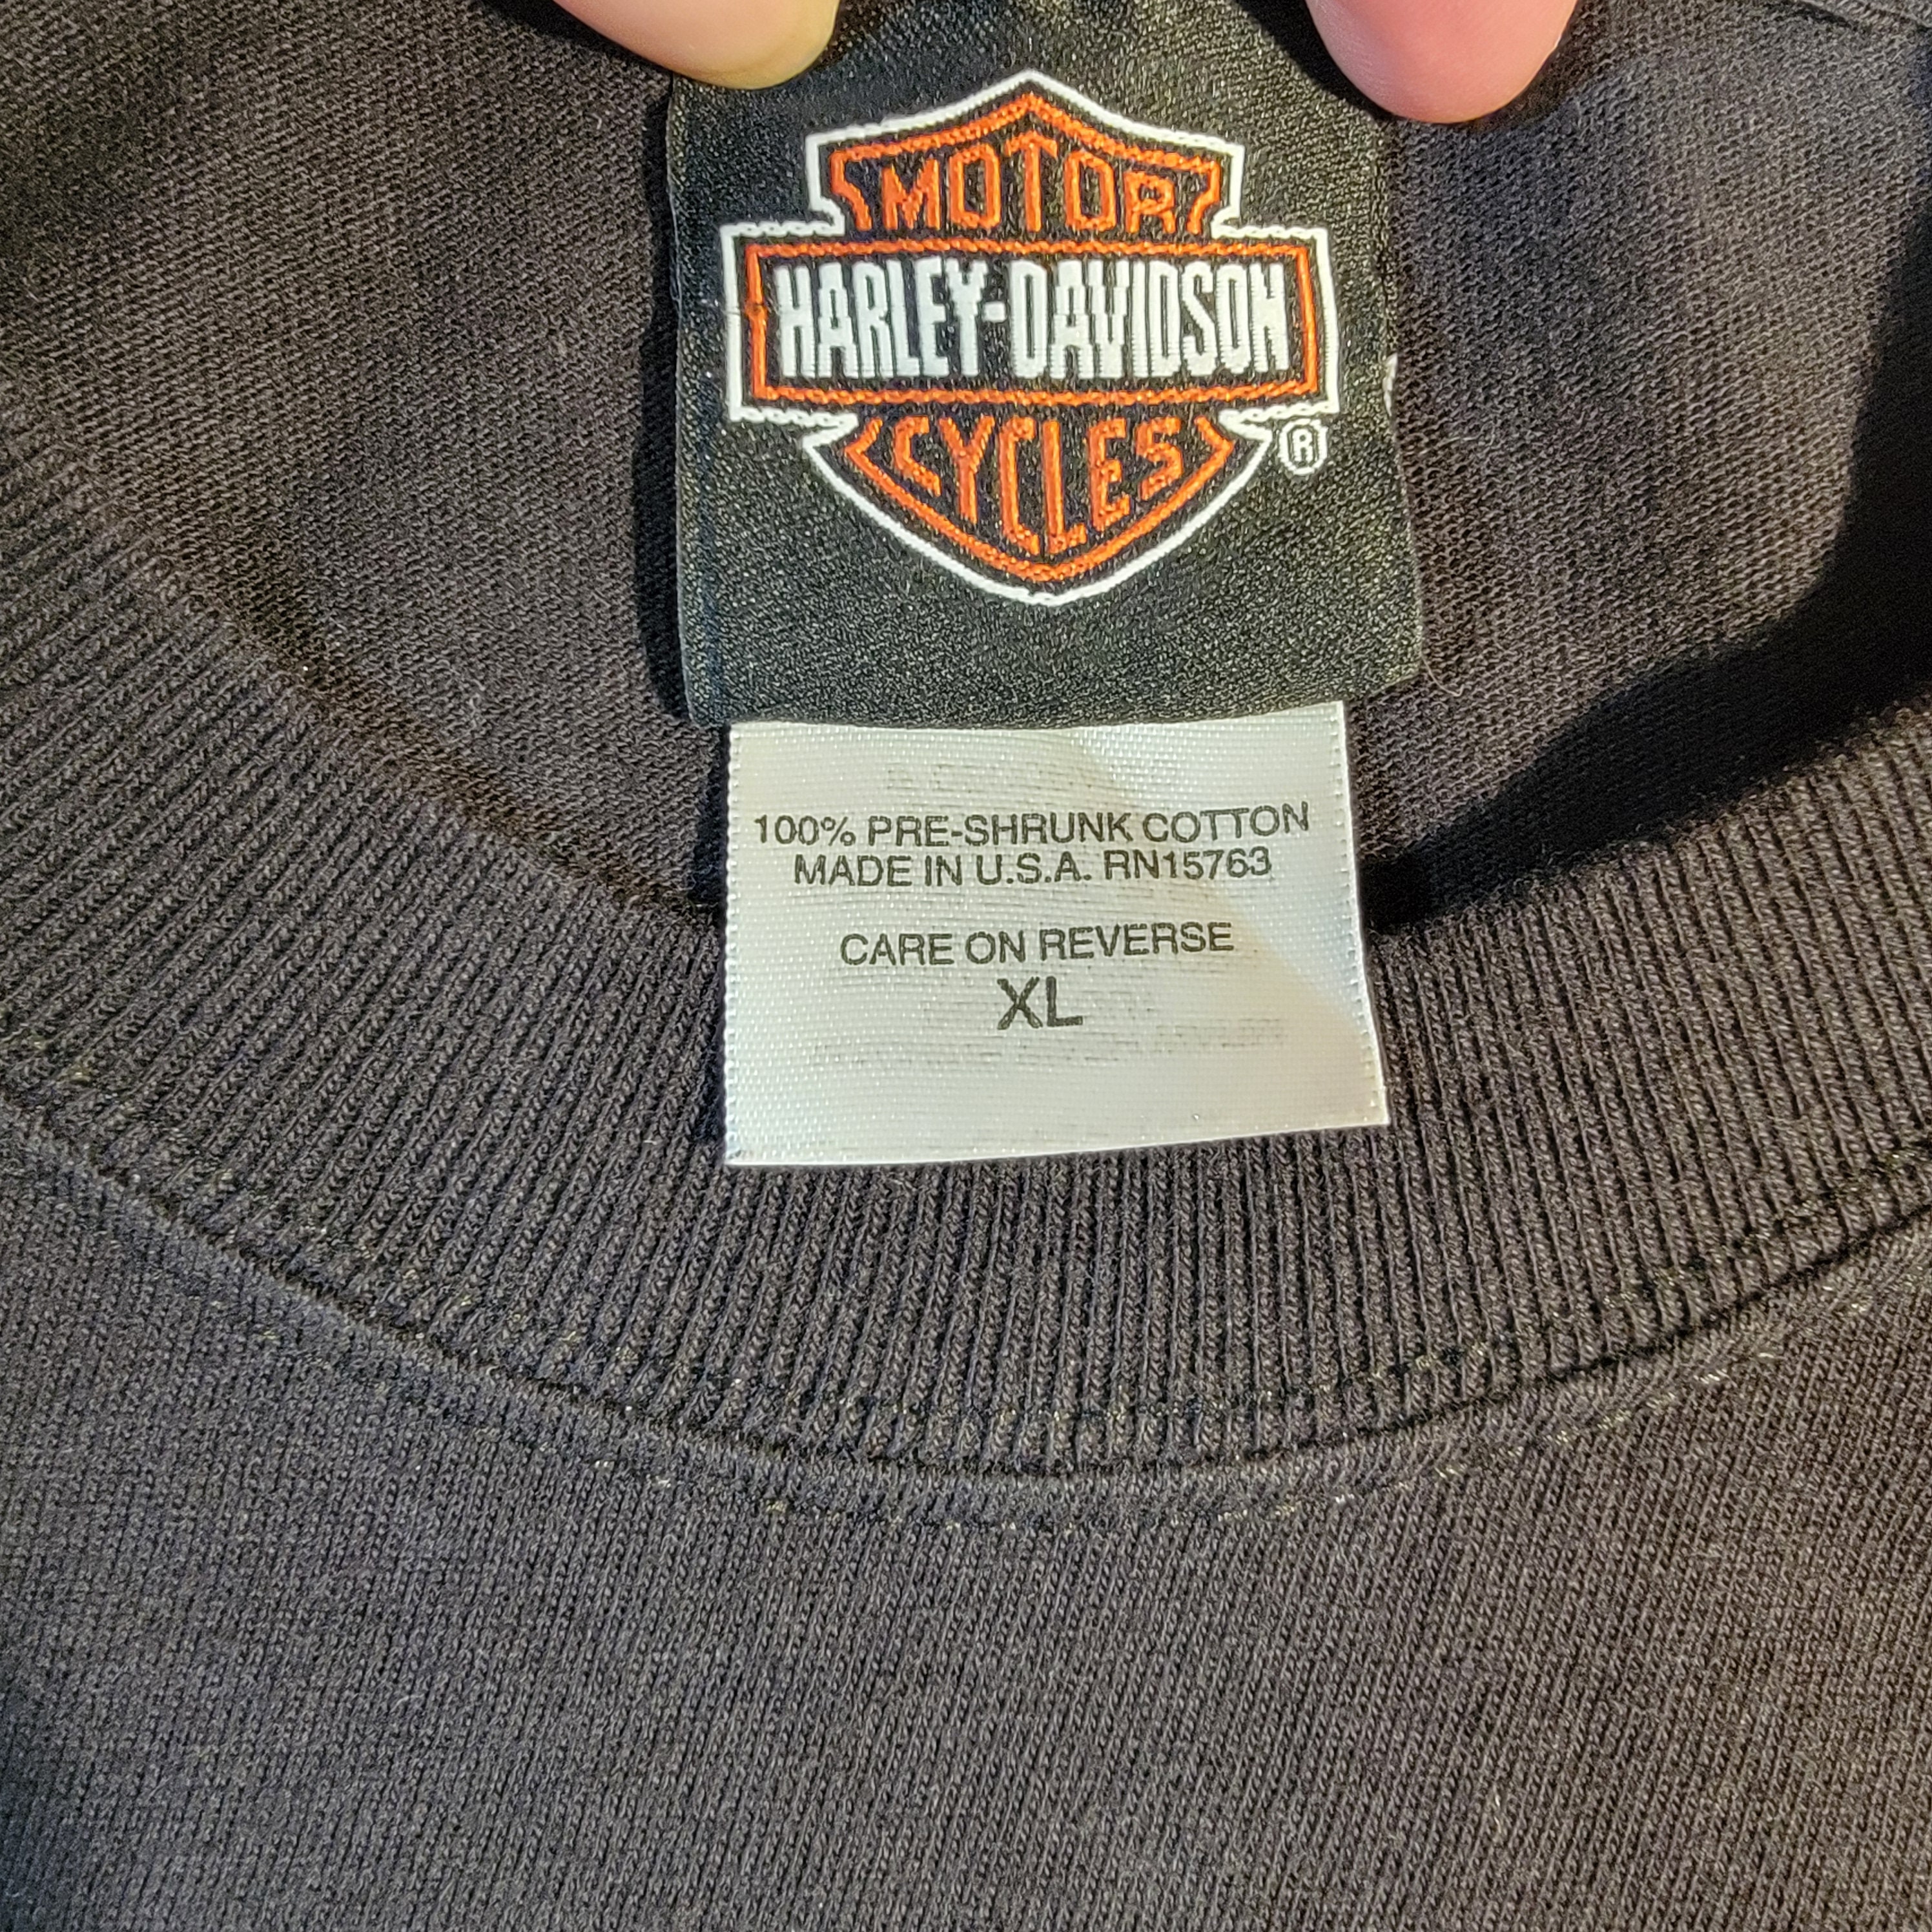 MOTOR
HARLEY-DAVIDSON
CYCLES
®
100% PRE-SHRUNK COTTON
MADE IN U.S.A. RN15763
CARE ON REVERSE
XL